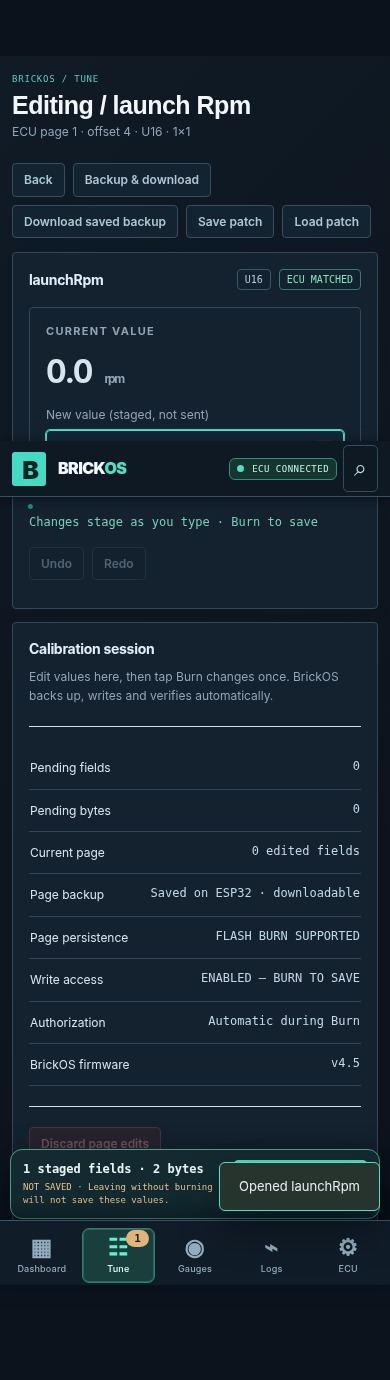 BRICKOS / TUNE
Editing / launch Rpm
ECU page 1 · offset 4 · U16 · 1×1
Back
Backup & download
Download saved backup
Save patch
Load patch
launchRpm
U16
ECU MATCHED
CURRENT VALUE
0.0 rpm
New value (staged, not sent)
B
BRICKOS
ECU CONNECTED
Changes stage as you type · Burn to save
Undo
Redo
Calibration session
Edit values here, then tap Burn changes once. BrickOS
backs up, writes and verifies automatically.
Pending fields 0
Pending bytes 0
Current page 0 edited fields
Page backup Saved on ESP32 · downloadable
Page persistence FLASH BURN SUPPORTED
Write access ENABLED — BURN TO SAVE
Authorization Automatic during Burn
BrickOS firmware v4.5
Discard page edits
1 staged fields · 2 bytes
NOT SAVED · Leaving without burning
will not save these values.
Opened launchRpm
1
Dashboard
Tune
Gauges
Logs
ECU